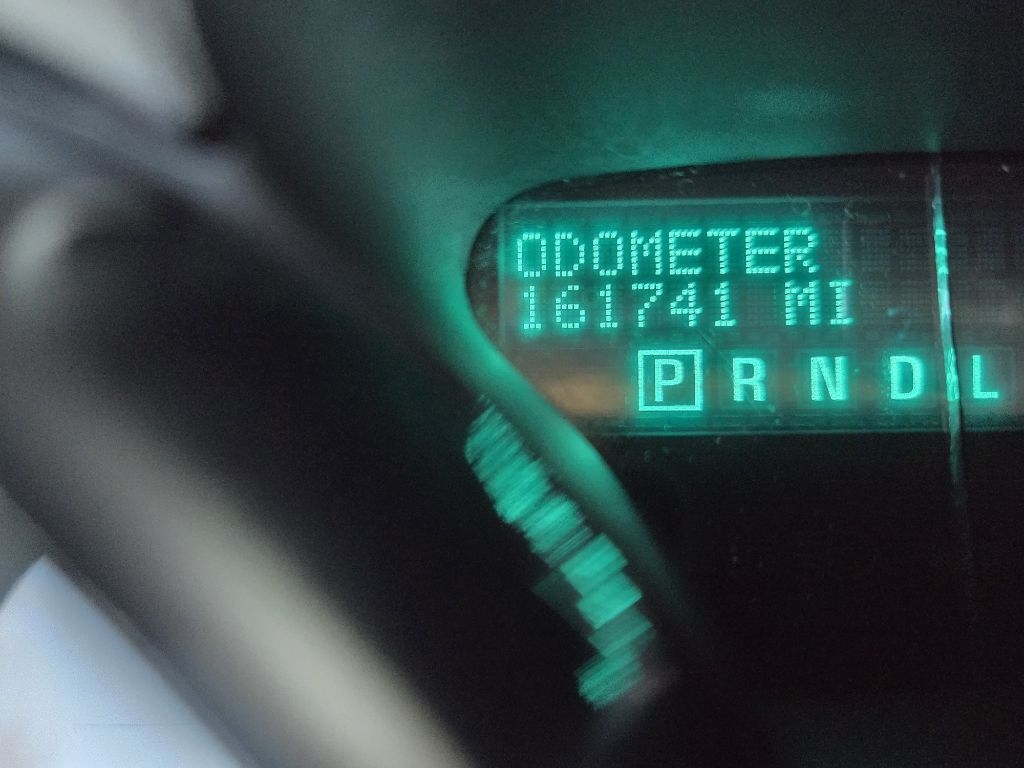 ODOMETER
161741 MI
P R N D L